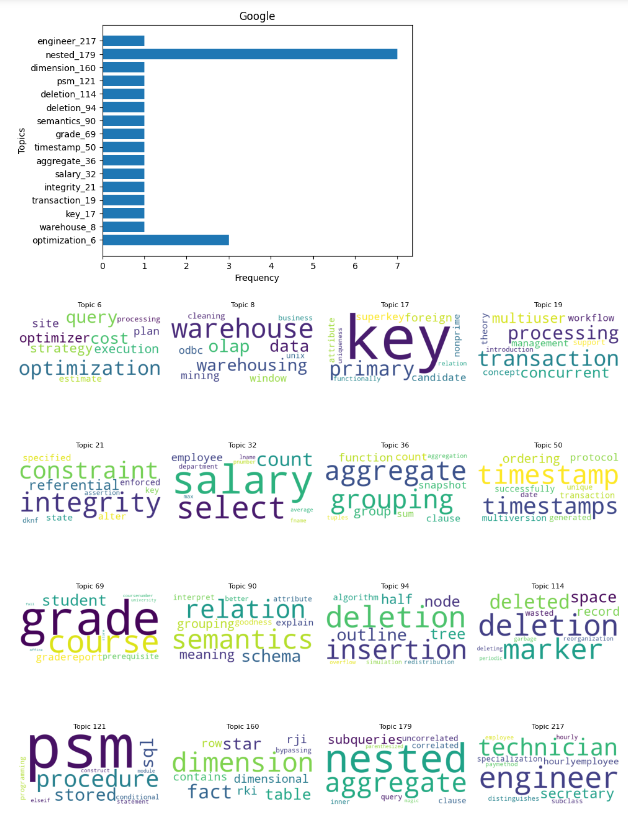 Google
engineer_217
nested_179
dimension_160
psm_121
deletion_114
deletion_94
semantics_90
grade_69
timestamp_50
aggregate_36
salary_32
integrity_21
transaction_19
key_17
warehouse_8
optimization_6
Topics
0 1 2 3 4 5 6 7
Frequency
Topic 6 Topic 8 Topic 17 Topic 19
site query processing
optimizer cost plan
strategy execution
optimization
estimate
cleaning business
warehouse
odbc olap data
unix
warehousing
mining window
superkey foreign
attribute
uniqueness
key
nonprime
relation
primary
functionally candidate
theory
multiuser workflow
processing
management support
introduction
transaction
concept concurrent
Topic 21 Topic 32 Topic 36 Topic 50
specified
constraint
referential enforced
assertion key
integrity
dknf state alter
employee lname count
department
salary
max
select average
fname
function count aggregation
aggregate
snapshot
grouping
group sum
clause
ordering protocol
timestamp
successfully unique
date transaction
timestamps
multiversion generated
Topic 69 Topic 90 Topic 94 Topic 114
student
grade
course
gradereport prerequisite
interpret better attribute
relation
grouping goodness explain
semantics
meaning schema
algorithm half node
deletion
outline tree
insertion
overflow simulation redistribution
deleted space
wasted record
deletion
garbage reorganization
deleting marker
periodic
Topic 121 Topic 160 Topic 179 Topic 217
programming
psm
sql
construct module
procedure
stored conditional
elseif statement
row star rji
bypassing
dimension
contains dimensional
fact rki table
subqueries uncorrelated
parenthesized correlated
nested
aggregate
inner query clause
employee hourly
technician
specialization hourlyemployee
paymethod
engineer
secretary
distinguishes subclass